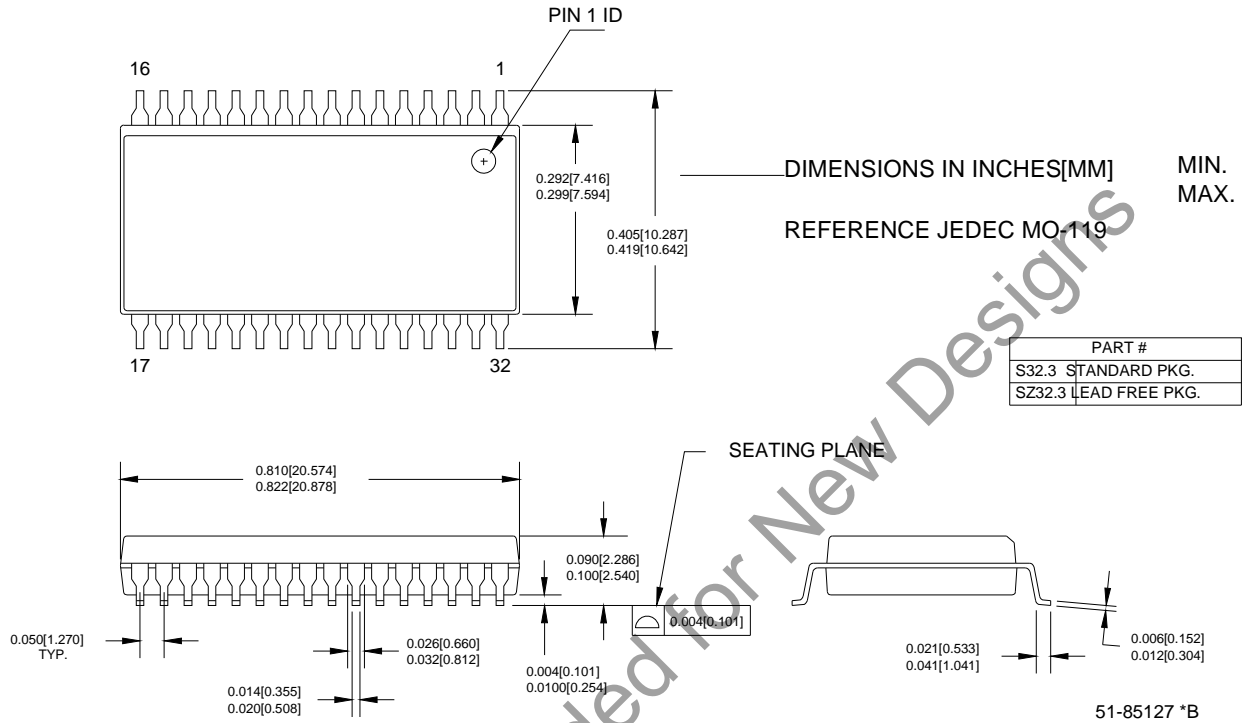 PIN 1 ID
16
1
0.292[7.416]
0.299[7.594]
DIMENSIONS IN INCHES[MM]
MIN.
MAX.
0.405[10.287]
0.419[10.642]
REFERENCE JEDEC MO-119
17
32
PART #
S32.3 STANDARD PKG.
SZ32.3 LEAD FREE PKG.
SEATING PLANE
0.810[20.574]
0.822[20.878]
0.090[2.286]
0.100[2.540]
0.004[0.101]
0.050[1.270]
TYP.
0.026[0.660]
0.032[0.812]
0.014[0.355]
0.020[0.508]
0.004[0.101]
0.0100[0.254]
0.021[0.533]
0.041[1.041]
0.006[0.152]
0.012[0.304]
51-85127 *B
ded for New Designs